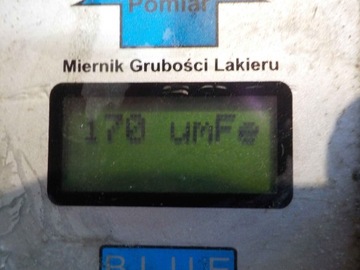 Pomiar
Miernik Grubości Lakieru
170 umFe
BLUE